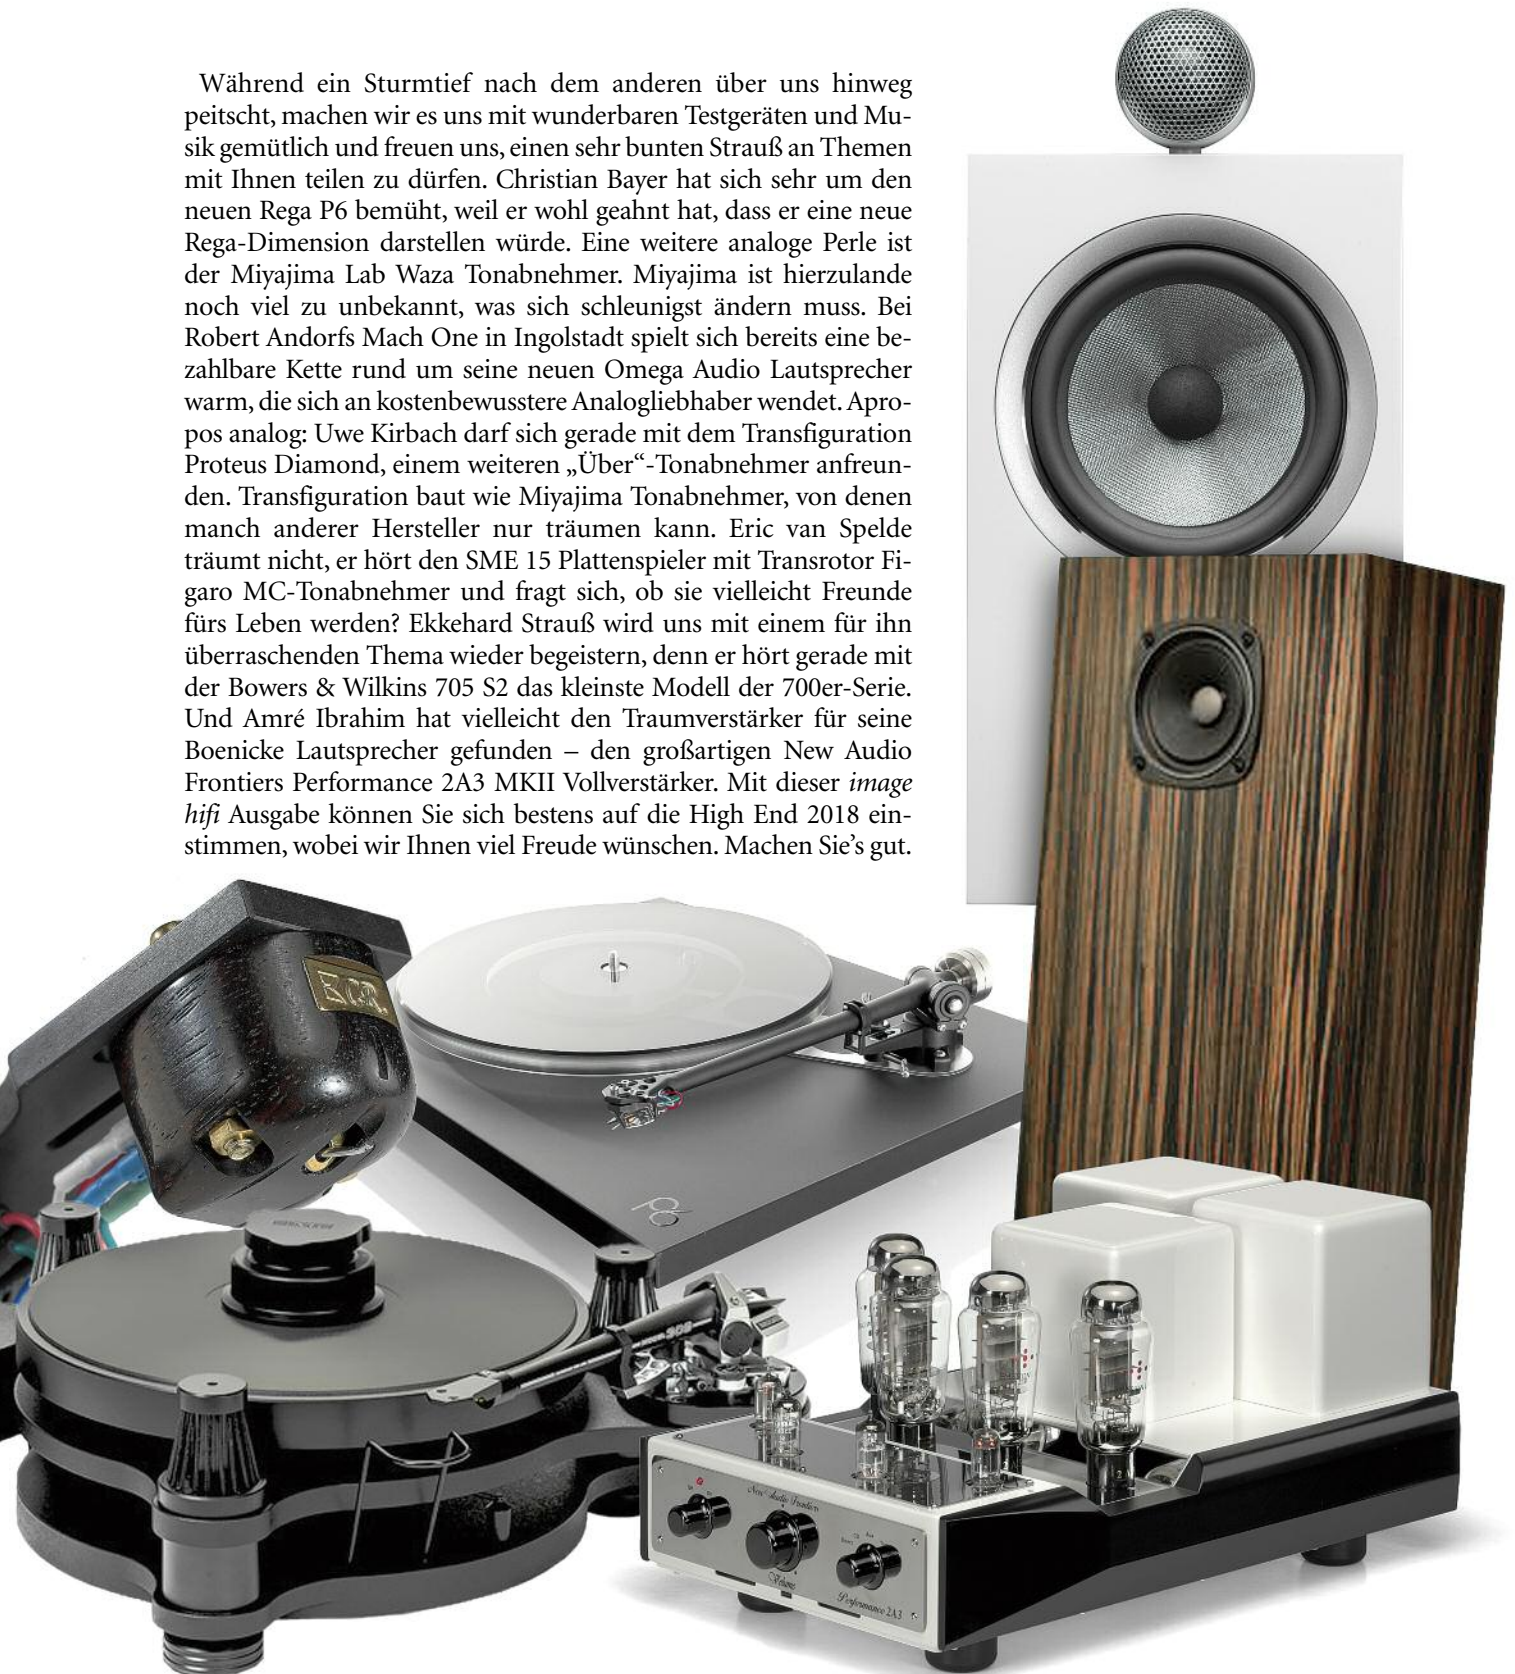 Während ein Sturmtief nach dem anderen über uns hinweg
peitscht, machen wir es uns mit wunderbaren Testgeräten und Mu-
sik gemütlich und freuen uns, einen sehr bunten Strauß an Themen
mit Ihnen teilen zu dürfen. Christian Bayer hat sich sehr um den
neuen Rega P6 bemüht, weil er wohl geahnt hat, dass er eine neue
Rega-Dimension darstellen würde. Eine weitere analoge Perle ist
der Miyajima Lab Waza Tonabnehmer. Miyajima ist hierzulande
noch viel zu unbekannt, was sich schleunigst ändern muss. Bei
Robert Andorfs Mach One in Ingolstadt spielt sich bereits eine be-
zahlbare Kette rund um seine neuen Omega Audio Lautsprecher
warm, die sich an kostenbewusstere Analogliebhaber wendet. Apro-
pos analog: Uwe Kirbach darf sich gerade mit dem Transfiguration
Proteus Diamond, einem weiteren „Über“-Tonabnehmer anfreun-
den. Transfiguration baut wie Miyajima Tonabnehmer, von denen
manch anderer Hersteller nur träumen kann. Eric van Spelde
träumt nicht, er hört den SME 15 Plattenspieler mit Transrotor Fi-
garo MC-Tonabnehmer und fragt sich, ob sie vielleicht Freunde
fürs Leben werden? Ekkehard Strauß wird uns mit einem für ihn
überraschenden Thema wieder begeistern, denn er hört gerade mit
der Bowers & Wilkins 705 S2 das kleinste Modell der 700er-Serie.
Und Amré Ibrahim hat vielleicht den Traumverstärker für seine
Boenicke Lautsprecher gefunden – den großartigen New Audio
Frontiers Performance 2A3 MKII Vollverstärker. Mit dieser image
hifi Ausgabe können Sie sich bestens auf die High End 2018 ein-
stimmen, wobei wir Ihnen viel Freude wünschen. Machen Sie’s gut.
P6
New Audio Frontiers
Volume
Performance 2A3